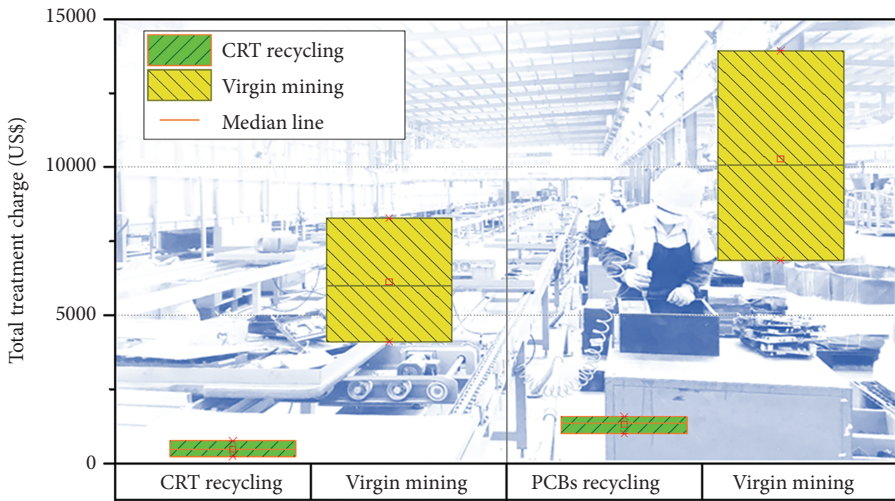 15000
10000
5000
0
Total treatment charge (US$)
CRT recycling
Virgin mining
Median line
CRT recycling
Virgin mining
PCBs recycling
Virgin mining